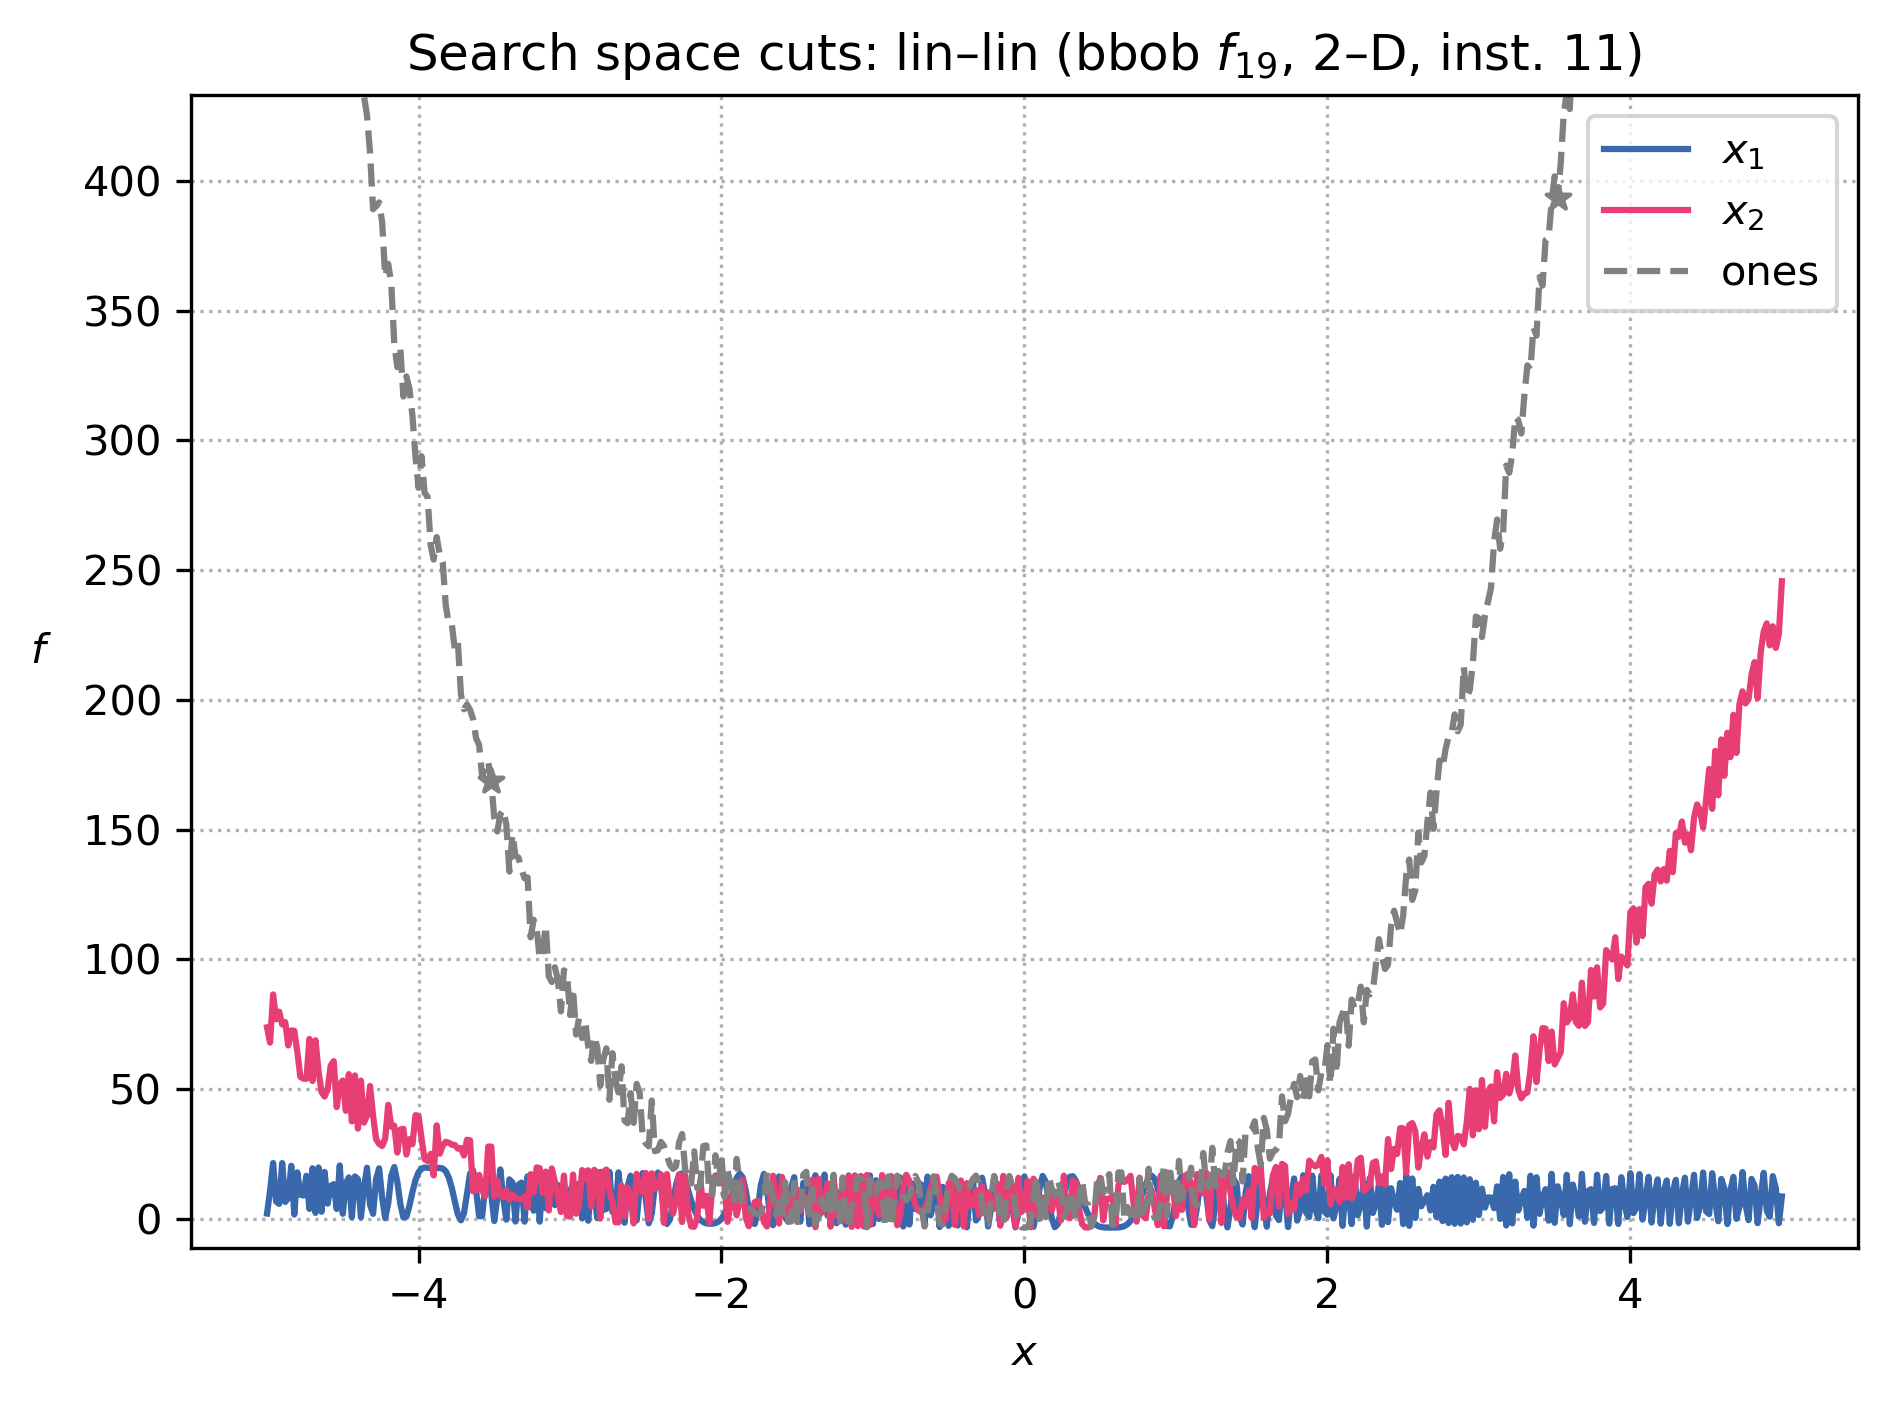 Search space cuts: lin–lin (bbob f19, 2–D, inst. 11)
400
350
300
250
200
150
100
50
0
f
−4 −2 0 2 4
x
x1
x2
ones